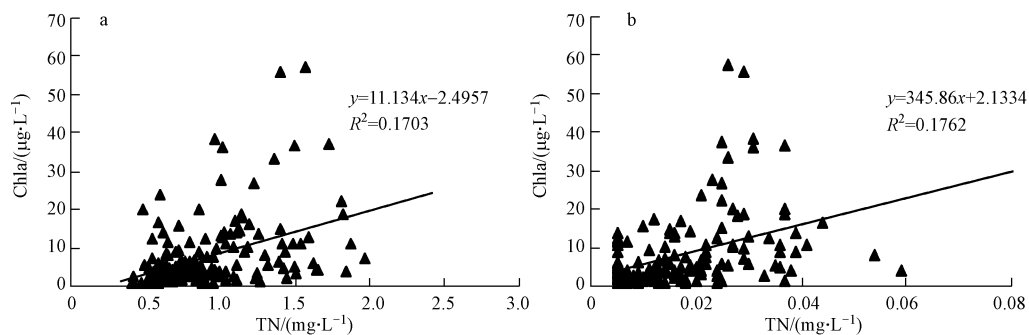 a
70
60
50
40
30
20
10
0
Chla/(μg·L⁻¹)
y=11.134x−2.4957
R²=0.1703
0
0.5
1.0
1.5
2.0
2.5
3.0
TN/(mg·L⁻¹)
b
70
60
50
40
30
20
10
0
Chla/(μg·L⁻¹)
y=345.86x+2.1334
R²=0.1762
0
0.02
0.04
0.06
0.08
TN/(mg·L⁻¹)